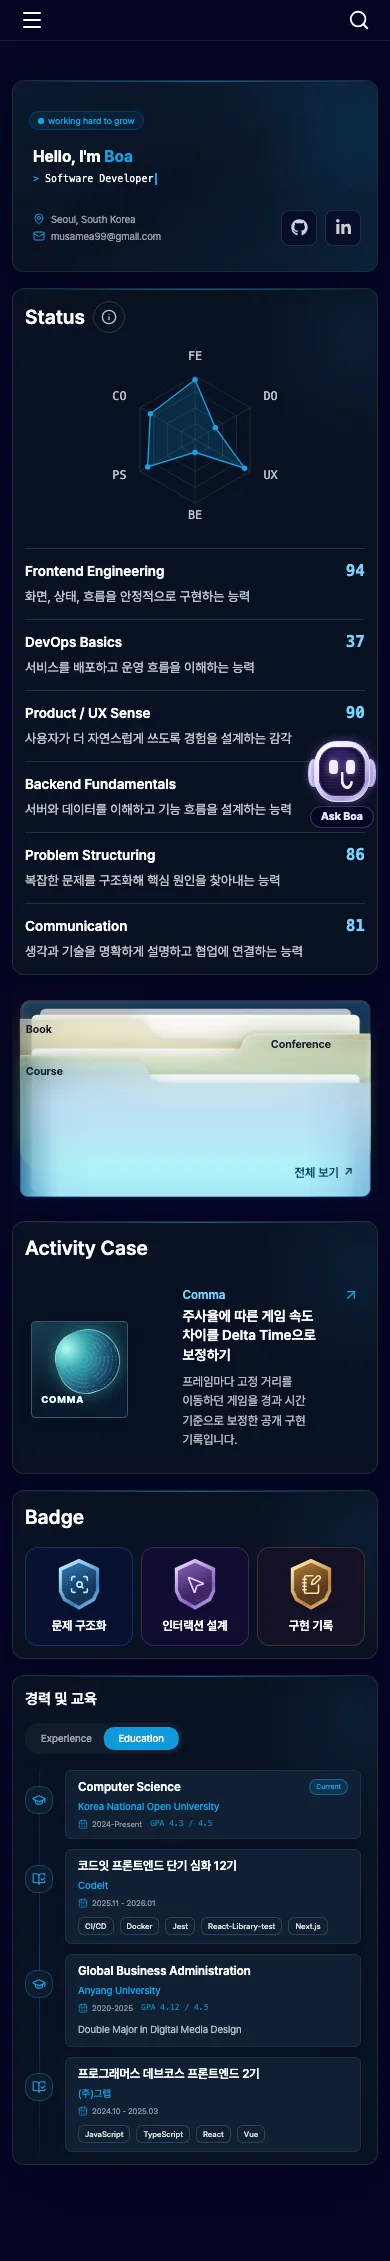 working hard to grow
Hello, I'm Boa
> Software Developer
Seoul, South Korea
musamea99@gmail.com
Status
FE
CO
DO
PS
UX
BE
Frontend Engineering 94
화면, 상태, 흐름을 안정적으로 구현하는 능력
DevOps Basics 37
서비스를 배포하고 운영 흐름을 이해하는 능력
Product / UX Sense 90
사용자가 더 자연스럽게 쓰도록 경험을 설계하는 감각
Backend Fundamentals
서버와 데이터를 이해하고 기능 흐름을 설계하는 능력
Ask Boa
Problem Structuring 86
복잡한 문제를 구조화해 핵심 원인을 찾아내는 능력
Communication 81
생각과 기술을 명확하게 설명하고 협업에 연결하는 능력
Book
Conference
Course
전체 보기
Activity Case
COMMA
Comma
주사율에 따른 게임 속도
차이를 Delta Time으로
보정하기
프레임마다 고정 거리를
이동하던 게임을 경과 시간
기준으로 보정한 공개 구현
기록입니다.
Badge
문제 구조화
인터랙션 설계
구현 기록
경력 및 교육
Experience
Education
Computer Science Current
Korea National Open University
2024-Present GPA 4.3 / 4.5
코드잇 프론트엔드 단기 심화 12기
Codeit
2025.11 - 2026.01
CI/CD Docker Jest React-Library-test Next.js
Global Business Administration
Anyang University
2020-2025 GPA 4.12 / 4.5
Double Major in Digital Media Design
프로그래머스 데브코스 프론트엔드 2기
(주)그렙
2024.10 - 2025.03
JavaScript TypeScript React Vue